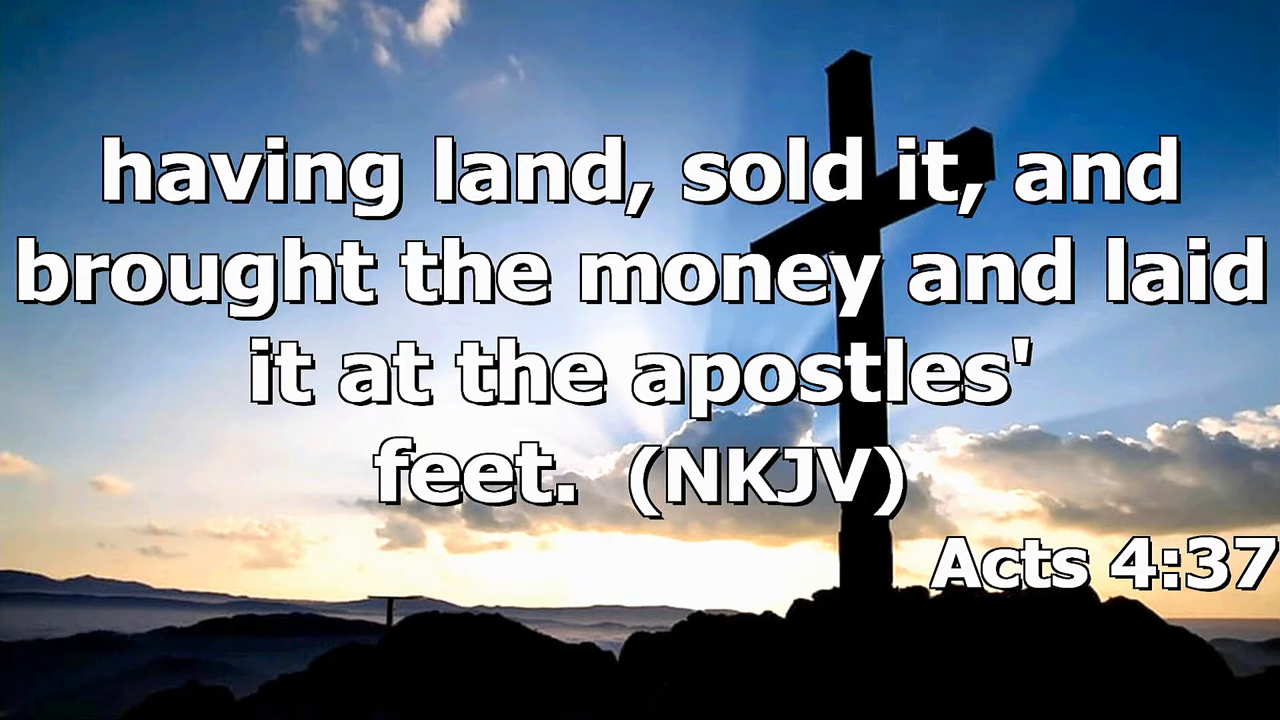 having land, sold it, and
brought the money and laid
it at the apostles'
feet.  (NKJV)
Acts 4:37